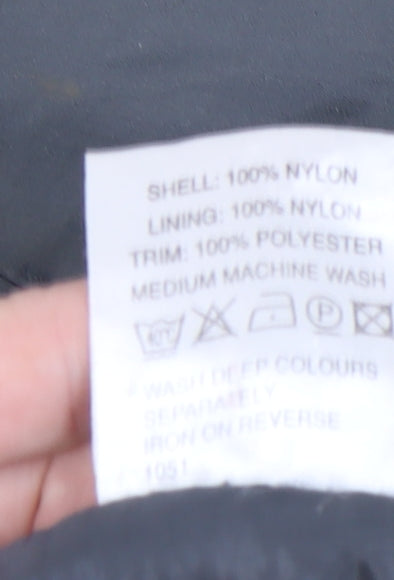 SHELL: 100% NYLON
LINING: 100% NYLON
TRIM: 100% POLYESTER
MEDIUM MACHINE WASH
P
WASH DEEP COLOURS
SEPARATELY
IRON ON REVERSE
1051